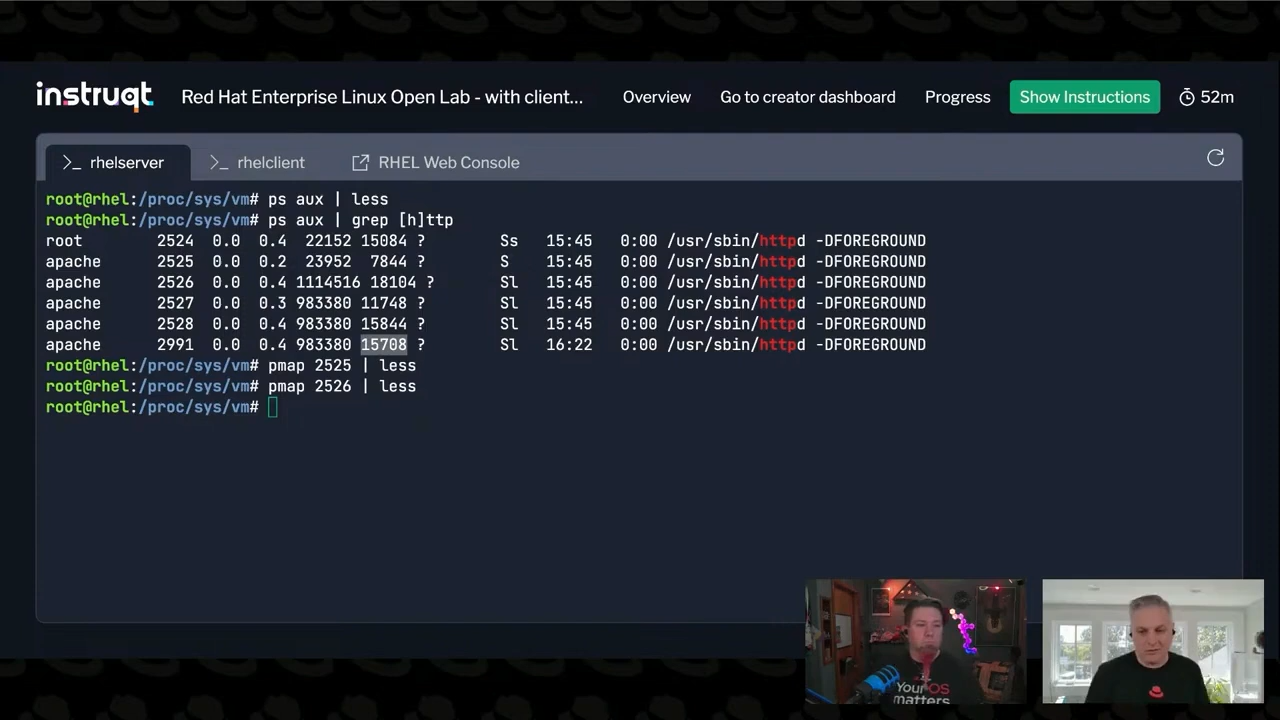 instruqt Red Hat Enterprise Linux Open Lab - with client... Overview Go to creator dashboard Progress Show Instructions 52m
>_ rhelserver >_ rhelclient RHEL Web Console
root@rhel:/proc/sys/vm# ps aux | less
root@rhel:/proc/sys/vm# ps aux | grep [h]ttp
root 2524 0.0 0.4 22152 15084 ? Ss 15:45 0:00 /usr/sbin/httpd -DFOREGROUND
apache 2525 0.0 0.2 23952 7844 ? S 15:45 0:00 /usr/sbin/httpd -DFOREGROUND
apache 2526 0.0 0.4 1114516 18104 ? Sl 15:45 0:00 /usr/sbin/httpd -DFOREGROUND
apache 2527 0.0 0.3 983380 11748 ? Sl 15:45 0:00 /usr/sbin/httpd -DFOREGROUND
apache 2528 0.0 0.4 983380 15844 ? Sl 15:45 0:00 /usr/sbin/httpd -DFOREGROUND
apache 2991 0.0 0.4 983380 15708 ? Sl 16:22 0:00 /usr/sbin/httpd -DFOREGROUND
root@rhel:/proc/sys/vm# pmap 2525 | less
root@rhel:/proc/sys/vm# pmap 2526 | less
root@rhel:/proc/sys/vm#
Your OS
matters